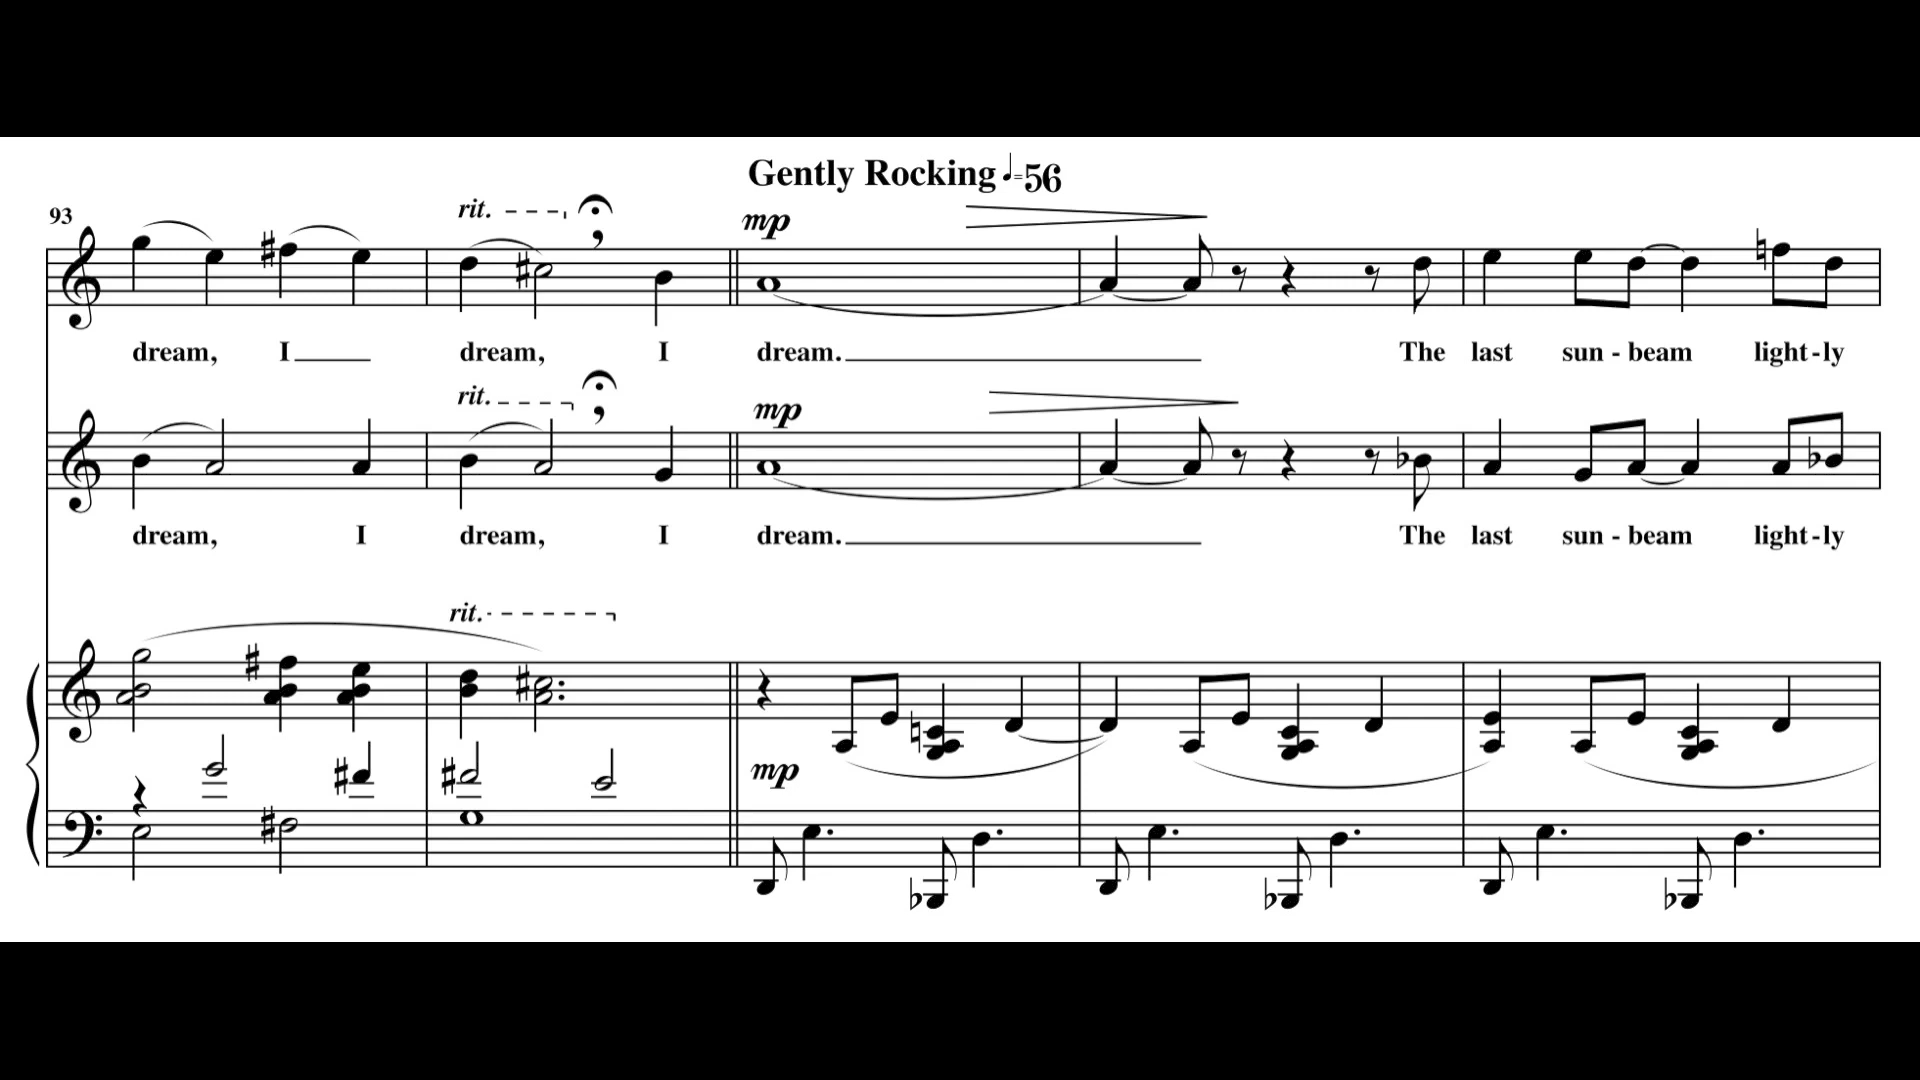 Gently Rocking ♩=56
93
rit.
mp
dream, I dream, I dream. The last sun - beam light - ly
rit.
mp
dream, I dream, I dream. The last sun - beam light - ly
rit.
mp